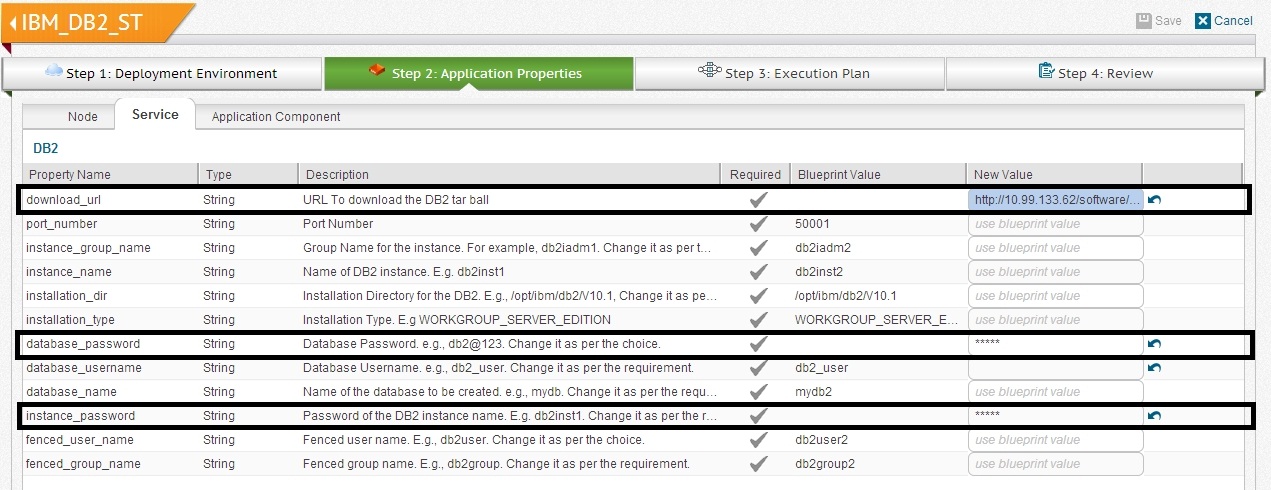 IBM_DB2_ST Save Cancel
Step 1: Deployment Environment Step 2: Application Properties Step 3: Execution Plan Step 4: Review
Node Service Application Component
DB2
Property Name Type Description Required Blueprint Value New Value
download_url String URL To download the DB2 tar ball http://10.99.133.62/software/...
port_number String Port Number 50001 use blueprint value
instance_group_name String Group Name for the instance. For example, db2iadm1. Change it as per t... db2iadm2 use blueprint value
instance_name String Name of DB2 instance. E.g. db2inst1 db2inst2 use blueprint value
installation_dir String Installation Directory for the DB2. E.g., /opt/ibm/db2/V10.1, Change it as pe... /opt/ibm/db2/V10.1 use blueprint value
installation_type String Installation Type. E.g WORKGROUP_SERVER_EDITION WORKGROUP_SERVER_E... use blueprint value
database_password String Database Password. e.g., db2@123. Change it as per the choice. *****
database_username String Database Username. e.g., db2_user. Change it as per the requirement. db2_user
database_name String Name of the database to be created. e.g., mydb. Change it as per the requ... mydb2 use blueprint value
instance_password String Password of the DB2 instance name. E.g. db2inst1. Change it as per the r... *****
fenced_user_name String Fenced user name. E.g., db2user. Change it as per the choice. db2user2 use blueprint value
fenced_group_name String Fenced group name. E.g., db2group. Change it as per the requirement. db2group2 use blueprint value